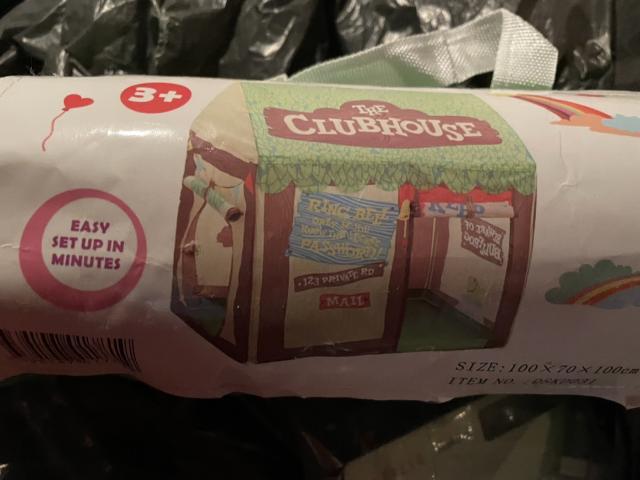 3+
THE
CLUBHOUSE
EASY
SET UP IN
MINUTES
RING BELL
PASSWORD!
123 PRIVATE RD
MAIL
SIZE: 100×70×100cm
ITEM NO.: